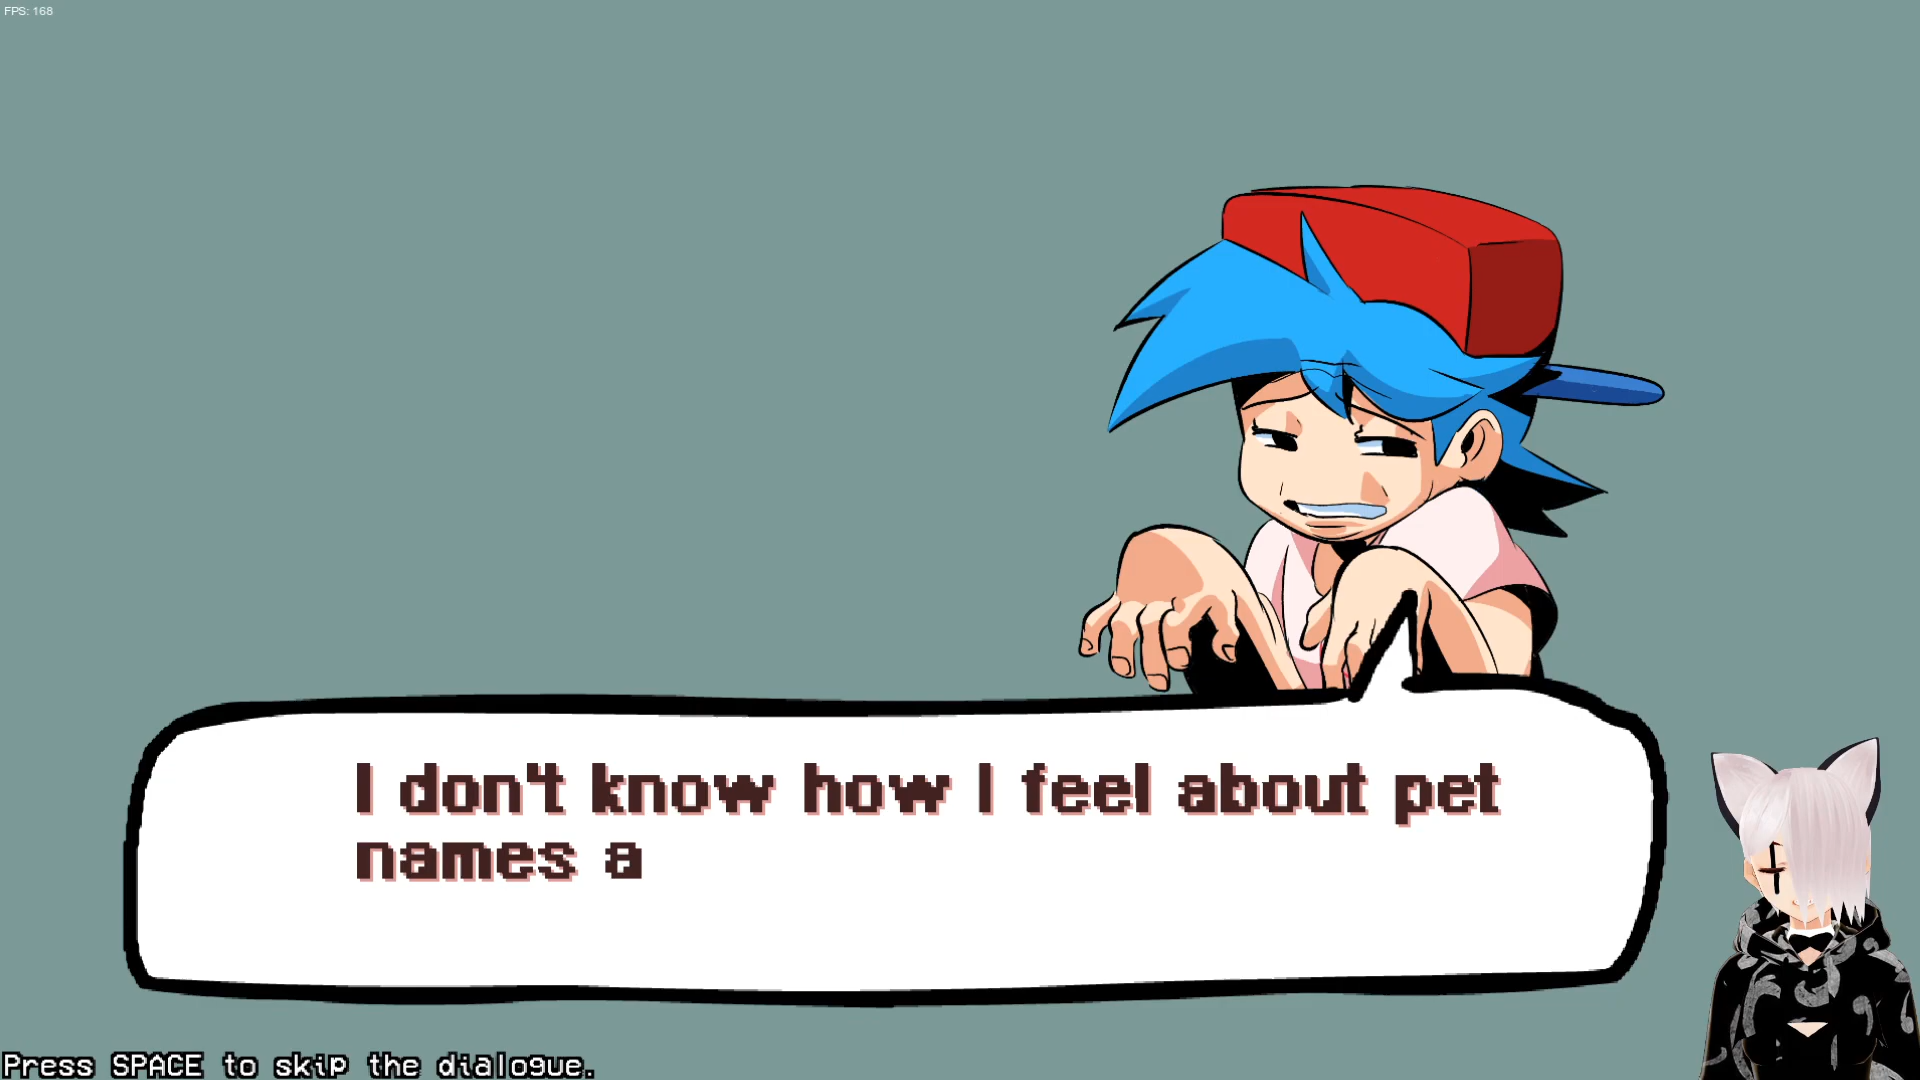 FPS: 168
I don't know how I feel about pet
names a
Press SPACE to skip the dialogue.